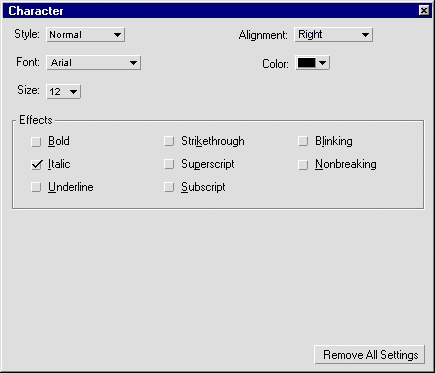 Character
Style: Normal Alignment: Right
Font: Arial Color:
Size: 12
Effects
Bold Strikethrough Blinking
Italic Superscript Nonbreaking
Underline Subscript
Remove All Settings